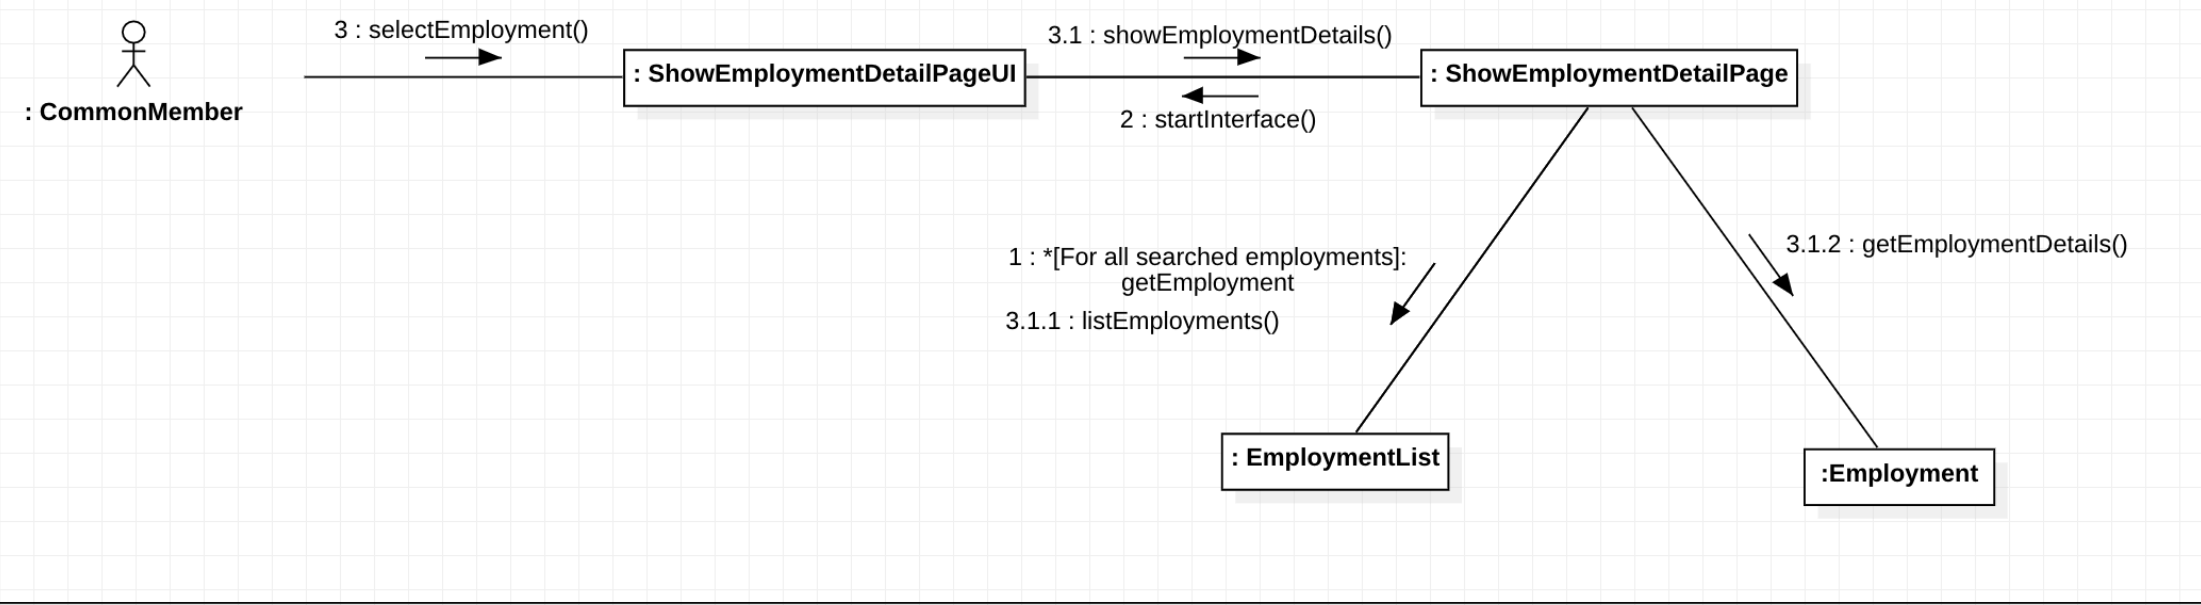 3 : selectEmployment()
3.1 : showEmploymentDetails()
: ShowEmploymentDetailPageUI
: ShowEmploymentDetailPage
: CommonMember
2 : startInterface()
1 : *[For all searched employments]:
getEmployment
3.1.2 : getEmploymentDetails()
3.1.1 : listEmployments()
: EmploymentList
:Employment